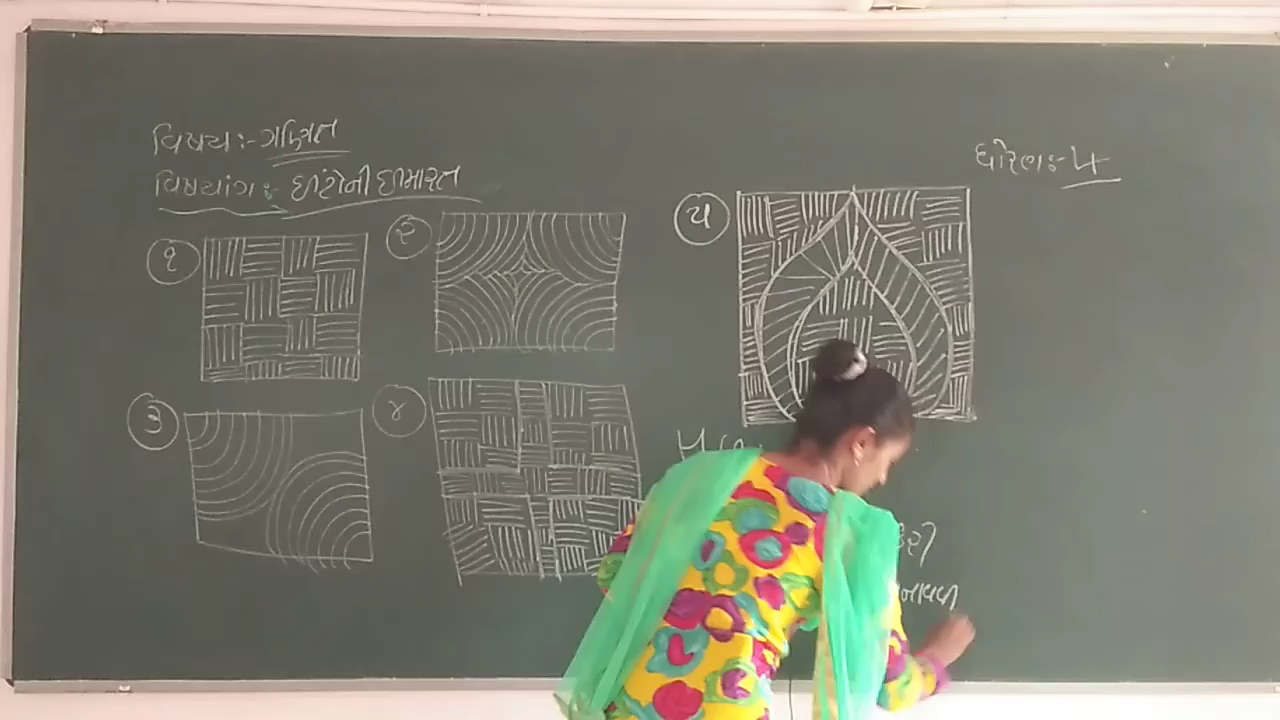 વિષય:- ગણિત
વિષયાંગ:- ઈંટોની ઈમારત
ધોરણ:- ૫
૧
૨
૩
૪
૫